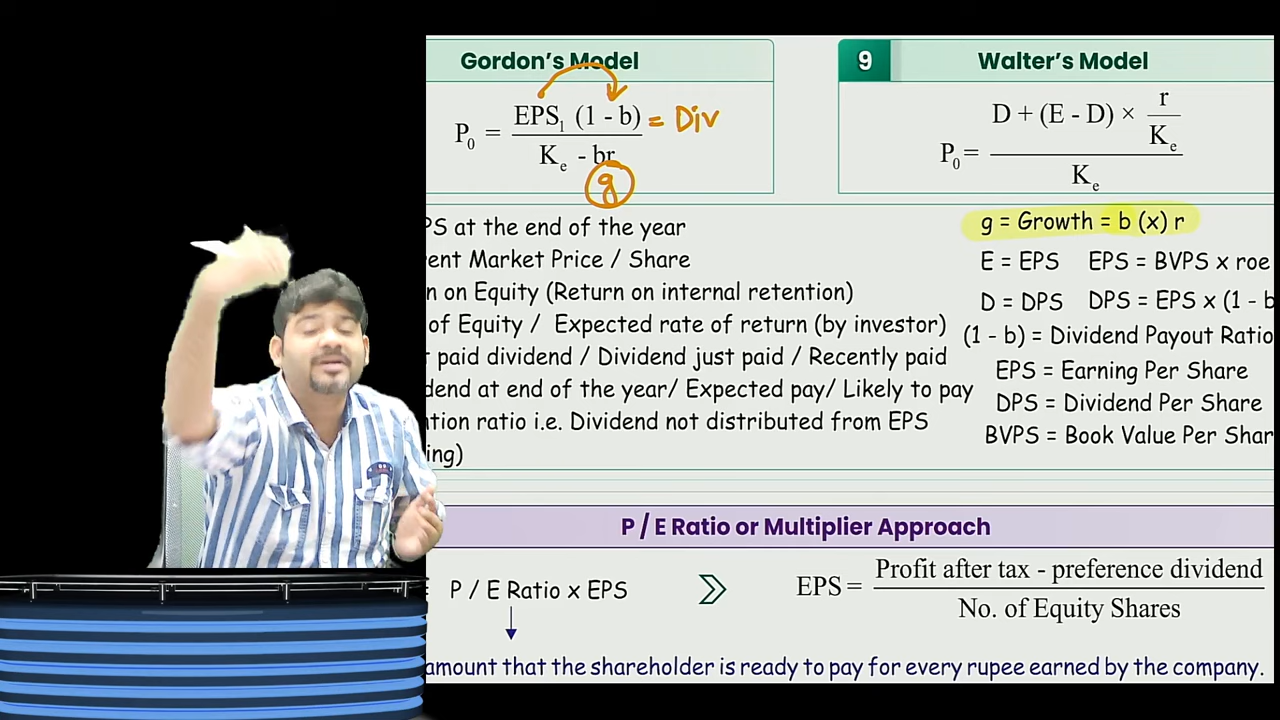 Gordon's Model
P0 = EPS1 (1 - b) / Ke - br
= Div
g
9 Walter's Model
P0 = D + (E - D) × r / Ke / Ke
PS at the end of the year
ent Market Price / Share
n on Equity (Return on internal retention)
of Equity / Expected rate of return (by investor)
paid dividend / Dividend just paid / Recently paid
dend at end of the year/ Expected pay/ Likely to pay
ntion ratio i.e. Dividend not distributed from EPS
ing)
g = Growth = b (x) r
E = EPS EPS = BVPS x roe
D = DPS DPS = EPS x (1 - b
(1 - b) = Dividend Payout Ratio
EPS = Earning Per Share
DPS = Dividend Per Share
BVPS = Book Value Per Shar
P / E Ratio or Multiplier Approach
P / E Ratio x EPS
EPS = Profit after tax - preference dividend / No. of Equity Shares
amount that the shareholder is ready to pay for every rupee earned by the company.